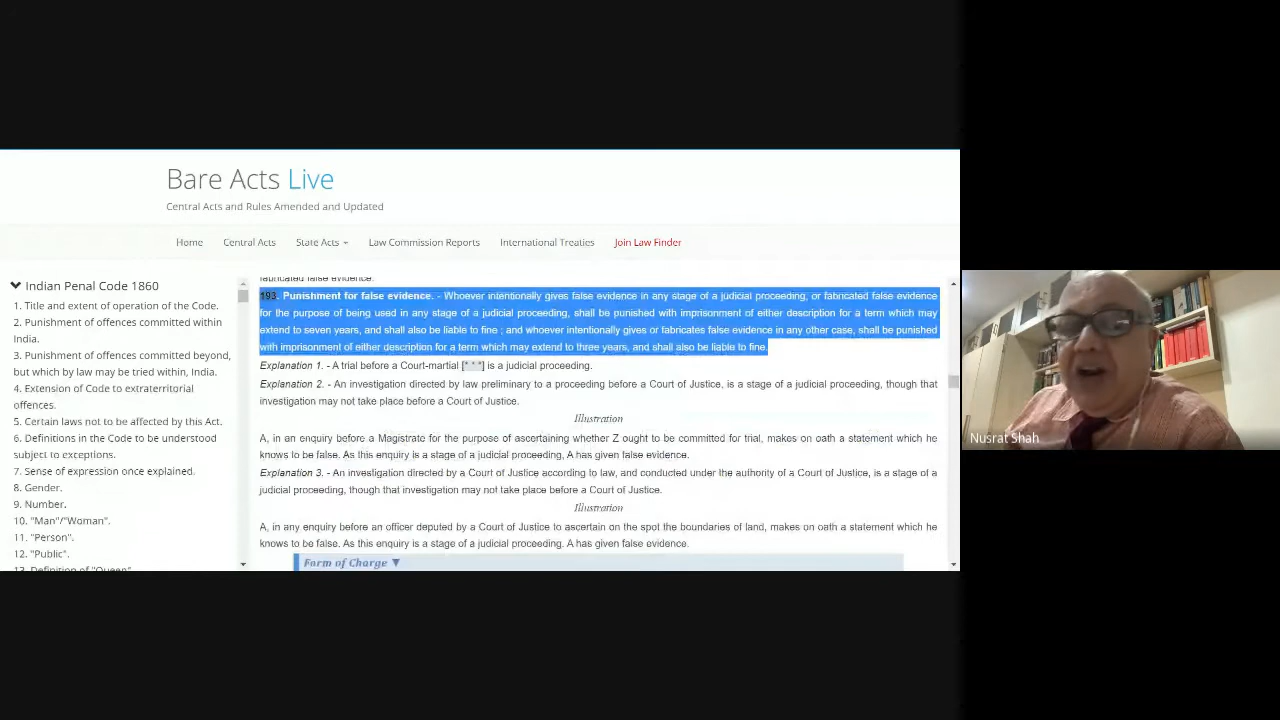 Bare Acts Live
Central Acts and Rules Amended and Updated
Home Central Acts State Acts Law Commission Reports International Treaties Join Law Finder
Indian Penal Code 1860
1. Title and extent of operation of the Code.
2. Punishment of offences committed within
India.
3. Punishment of offences committed beyond,
but which by law may be tried within, India.
4. Extension of Code to extraterritorial
offences.
5. Certain laws not to be affected by this Act.
6. Definitions in the Code to be understood
subject to exceptions.
7. Sense of expression once explained.
8. Gender.
9. Number.
10. "Man"/"Woman".
11. "Person".
12. "Public".
13. Definition of "Queen".
fabricated false evidence.
193. Punishment for false evidence. - Whoever intentionally gives false evidence in any stage of a judicial proceeding, or fabricated false evidence
for the purpose of being used in any stage of a judicial proceeding, shall be punished with imprisonment of either description for a term which may
extend to seven years, and shall also be liable to fine ; and whoever intentionally gives or fabricates false evidence in any other case, shall be punished
with imprisonment of either description for a term which may extend to three years, and shall also be liable to fine.
Explanation 1. - A trial before a Court-martial [* * *] is a judicial proceeding.
Explanation 2. - An investigation directed by law preliminary to a proceeding before a Court of Justice, is a stage of a judicial proceeding, though that
investigation may not take place before a Court of Justice.
Illustration
A, in an enquiry before a Magistrate for the purpose of ascertaining whether Z ought to be committed for trial, makes on oath a statement which he
knows to be false. As this enquiry is a stage of a judicial proceeding, A has given false evidence.
Explanation 3. - An investigation directed by a Court of Justice according to law, and conducted under the authority of a Court of Justice, is a stage of a
judicial proceeding, though that investigation may not take place before a Court of Justice.
Illustration
A, in any enquiry before an officer deputed by a Court of Justice to ascertain on the spot the boundaries of land, makes on oath a statement which he
knows to be false. As this enquiry is a stage of a judicial proceeding. A has given false evidence.
Form of Charge ▼
Nusrat Shah